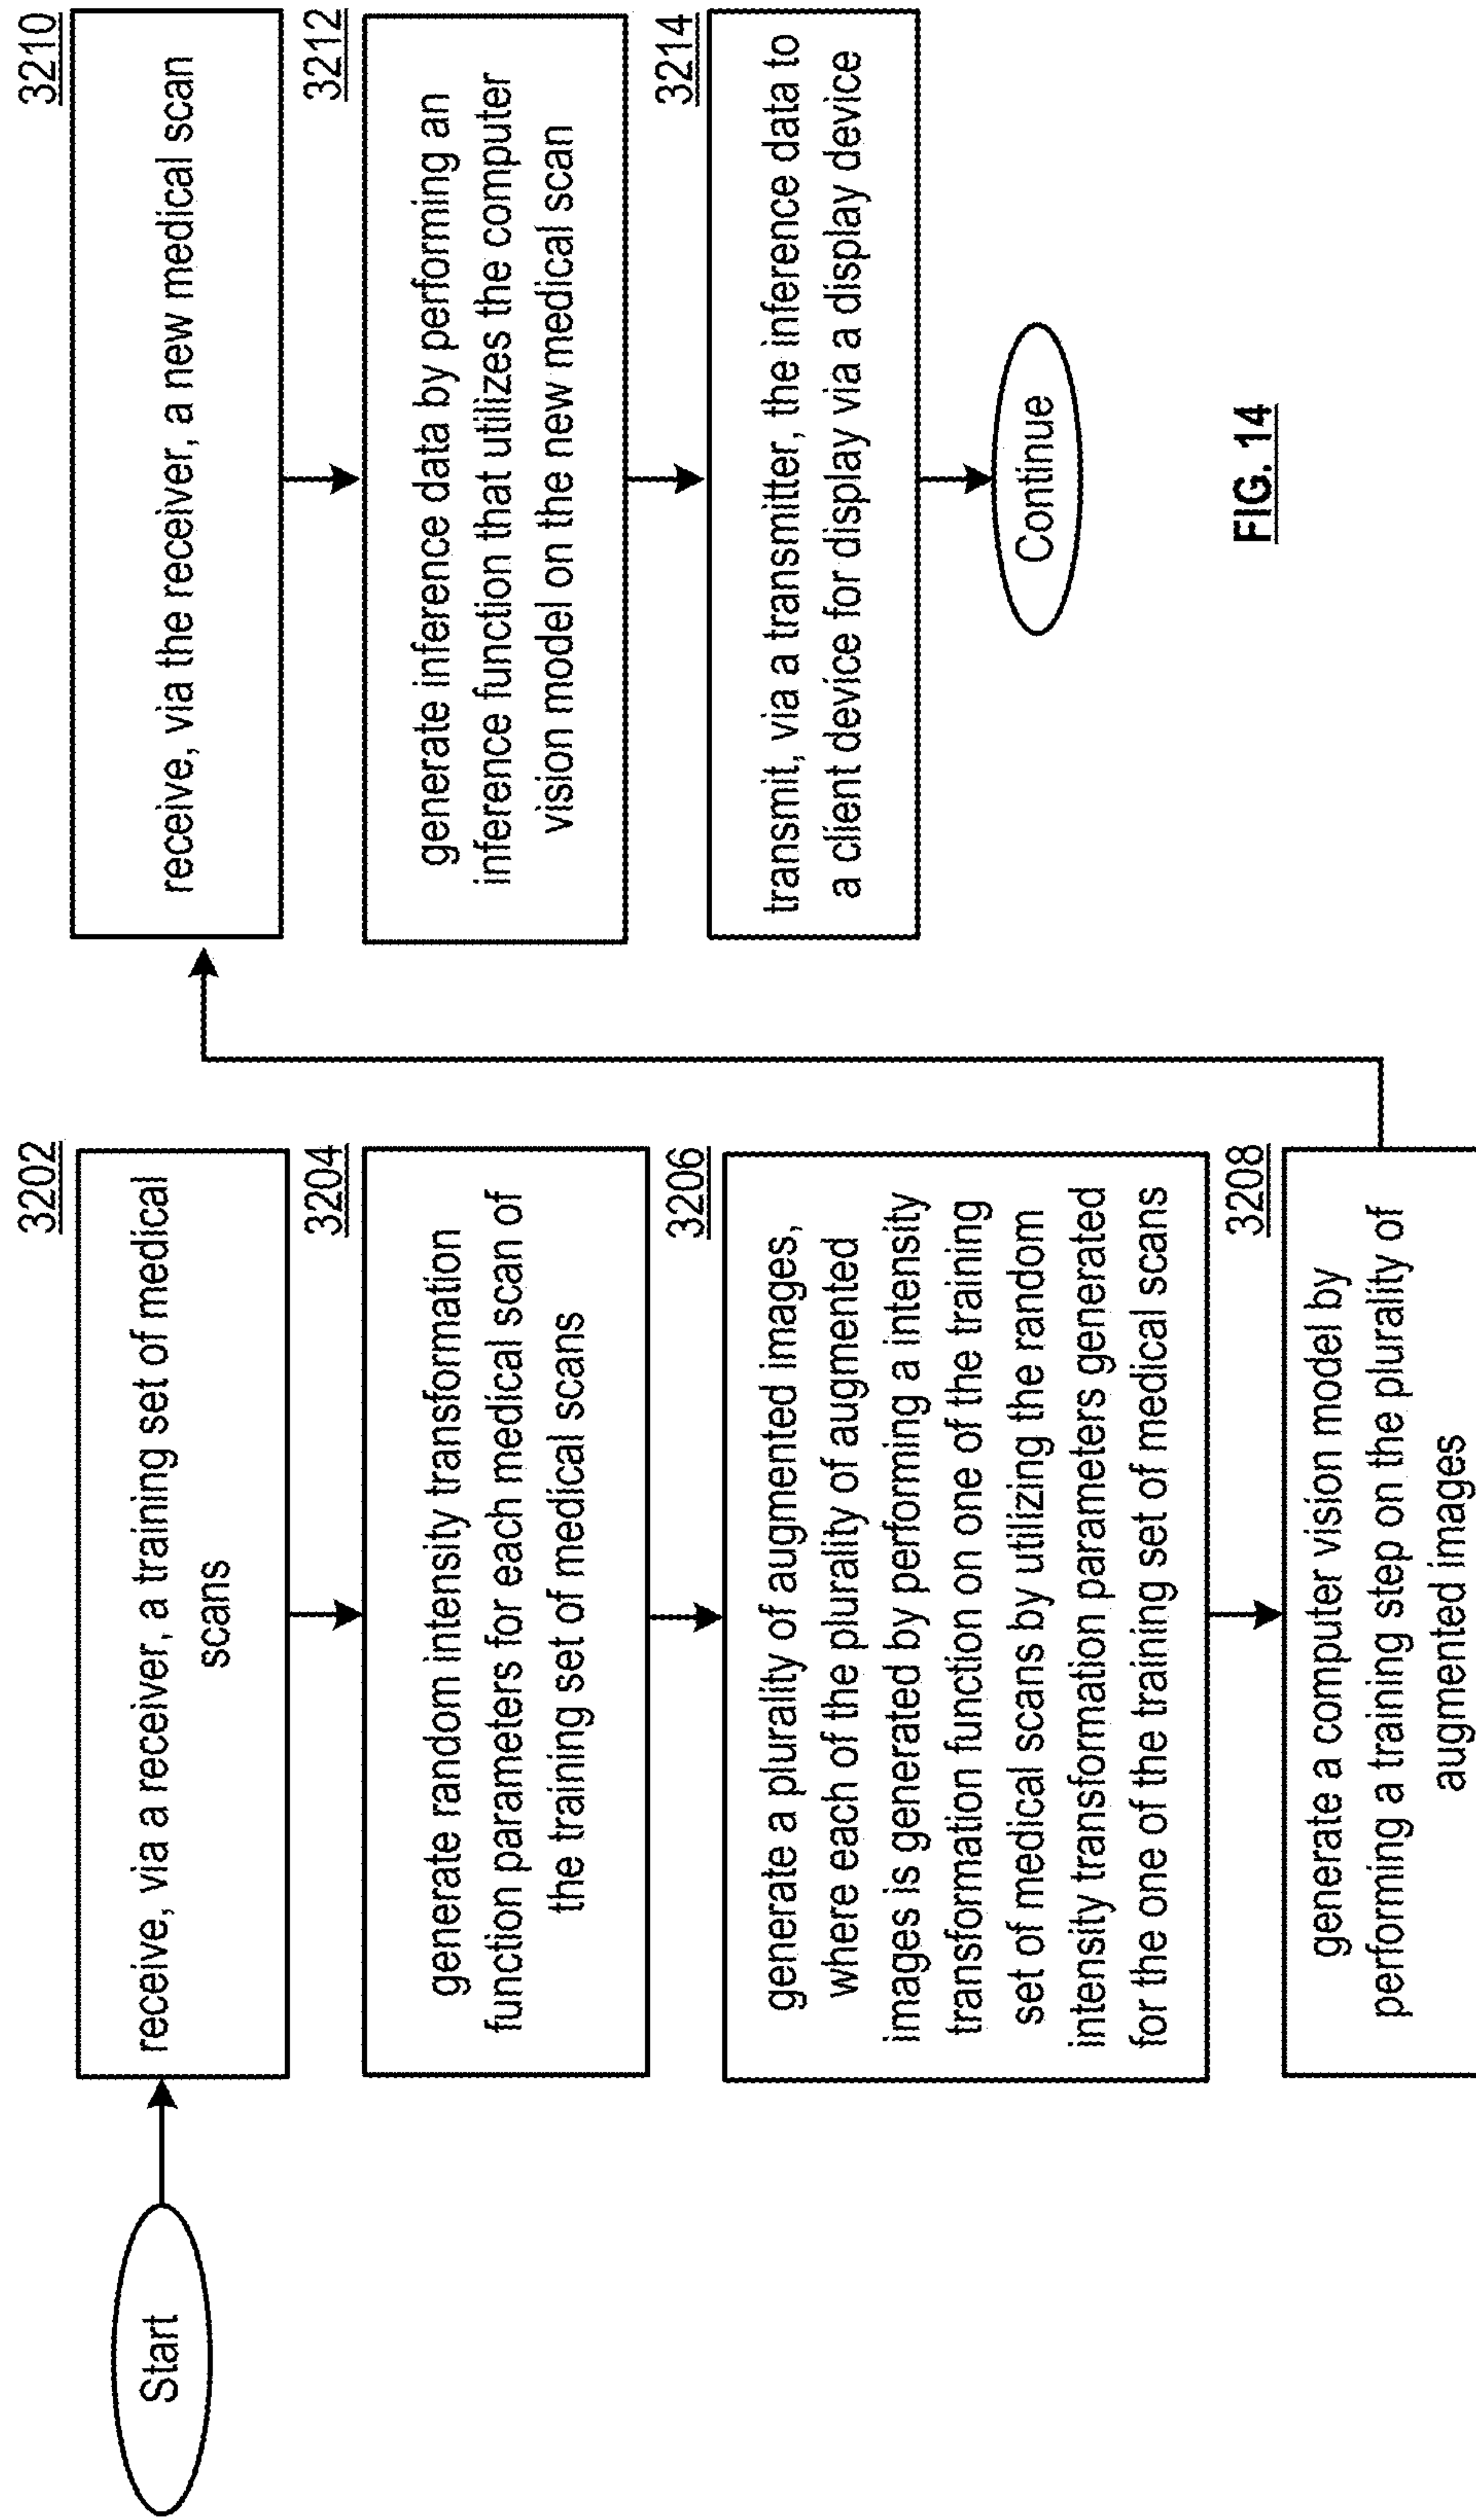 Start
3202
receive, via a receiver, a training set of medical
scans
3204
generate random intensity transformation
function parameters for each medical scan of
the training set of medical scans
3206
generate a plurality of augmented images,
where each of the plurality of augmented
images is generated by performing a intensity
transformation function on one of the training
set of medical scans by utilizing the random
intensity transformation parameters generated
for the one of the training set of medical scans
3208
generate a computer vision model by
performing a training step on the plurality of
augmented images
3210
receive, via the receiver, a new medical scan
3212
generate inference data by performing an
inference function that utilizes the computer
vision model on the new medical scan
3214
transmit, via a transmitter, the inference data to
a client device for display via a display device
Continue
FIG. 14